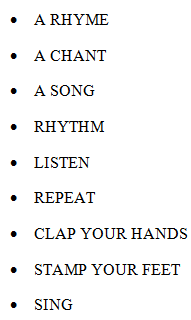 • A RHYME
• A CHANT
• A SONG
• RHYTHM
• LISTEN
• REPEAT
• CLAP YOUR HANDS
• STAMP YOUR FEET
• SING